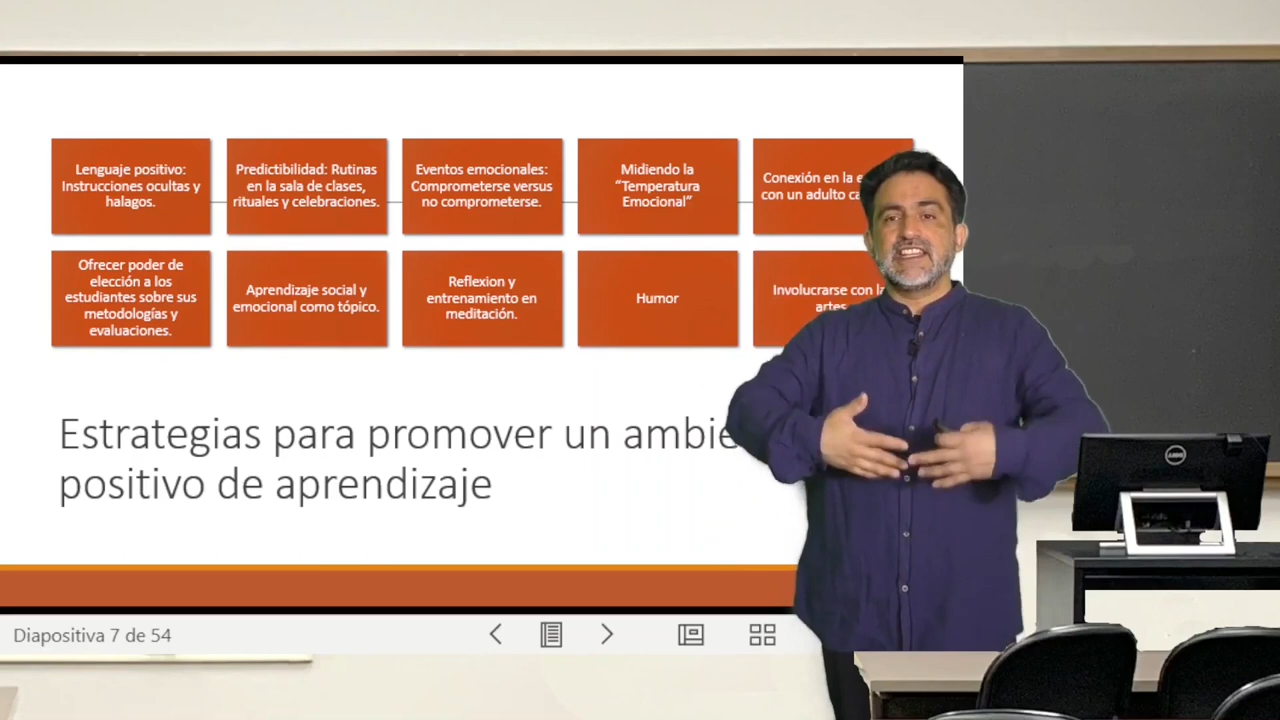 Lenguaje positivo:
Instrucciones ocultas y
halagos.
Predictibilidad: Rutinas
en la sala de clases,
rituales y celebraciones.
Eventos emocionales:
Comprometerse versus
no comprometerse.
Midiendo la
“Temperatura
Emocional”
Conexión en la
con un adulto
Ofrecer poder de
elección a los
estudiantes sobre sus
metodologías y
evaluaciones.
Aprendizaje social y
emocional como tópico.
Reflexion y
entrenamiento en
meditación.
Humor
Involucrarse con
artes
Estrategias para promover un
positivo de aprendizaje
Diapositiva 7 de 54
DELL